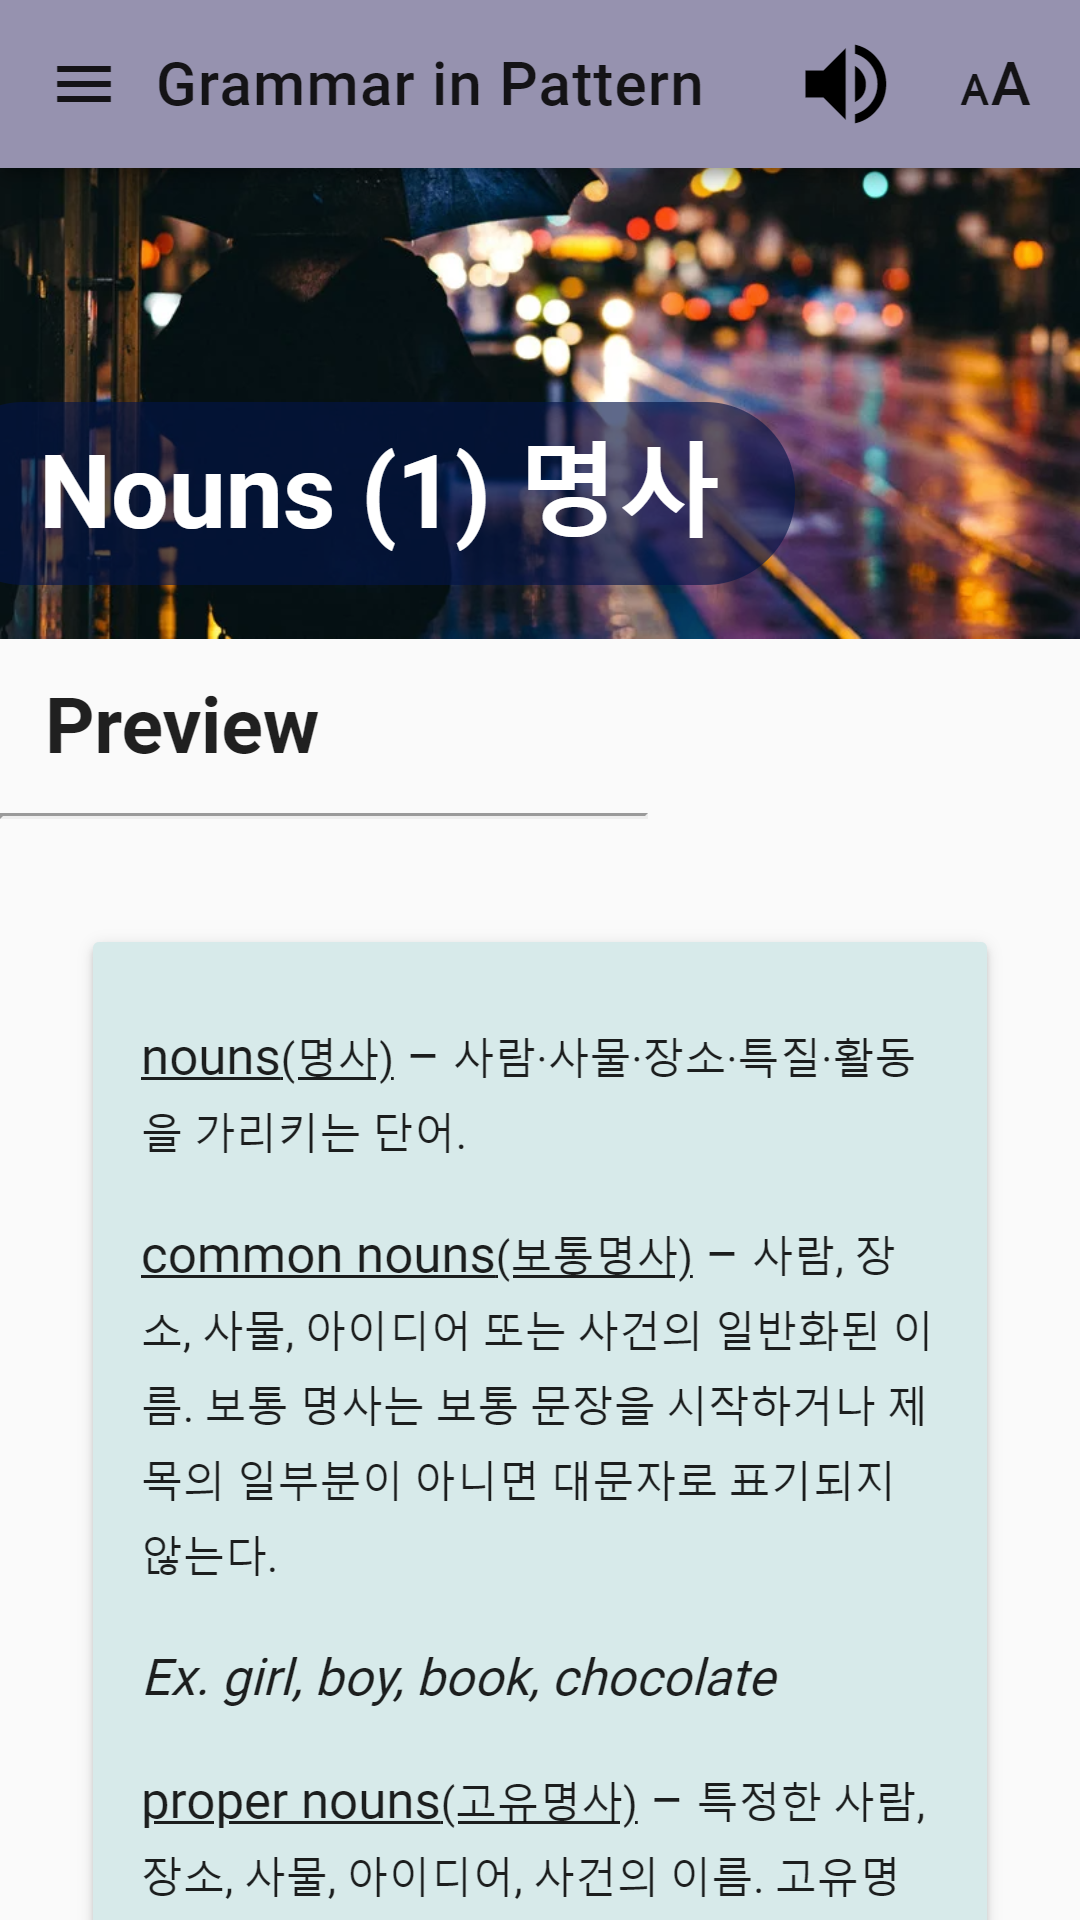 Grammar in Pattern
AA
Nouns (1) 명사
Preview
nouns(명사) – 사람·사물·장소·특질·활동
을 가리키는 단어.
common nouns(보통명사) – 사람, 장
소, 사물, 아이디어 또는 사건의 일반화된 이
름. 보통 명사는 보통 문장을 시작하거나 제
목의 일부분이 아니면 대문자로 표기되지
않는다.
Ex. girl, boy, book, chocolate
proper nouns(고유명사) – 특정한 사람,
장소, 사물, 아이디어, 사건의 이름. 고유명